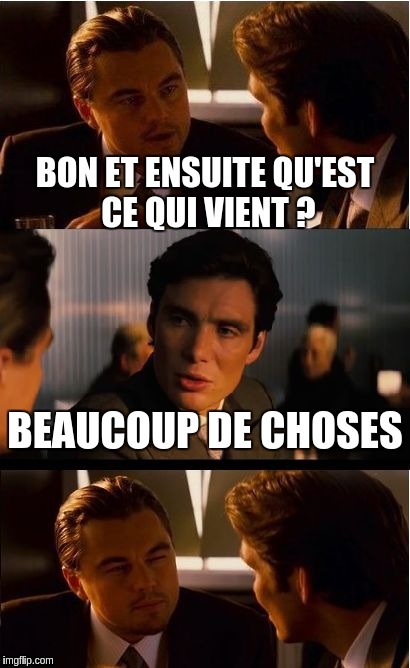 BON ET ENSUITE QU'EST
CE QUI VIENT ?
BEAUCOUP DE CHOSES
imgflip.com